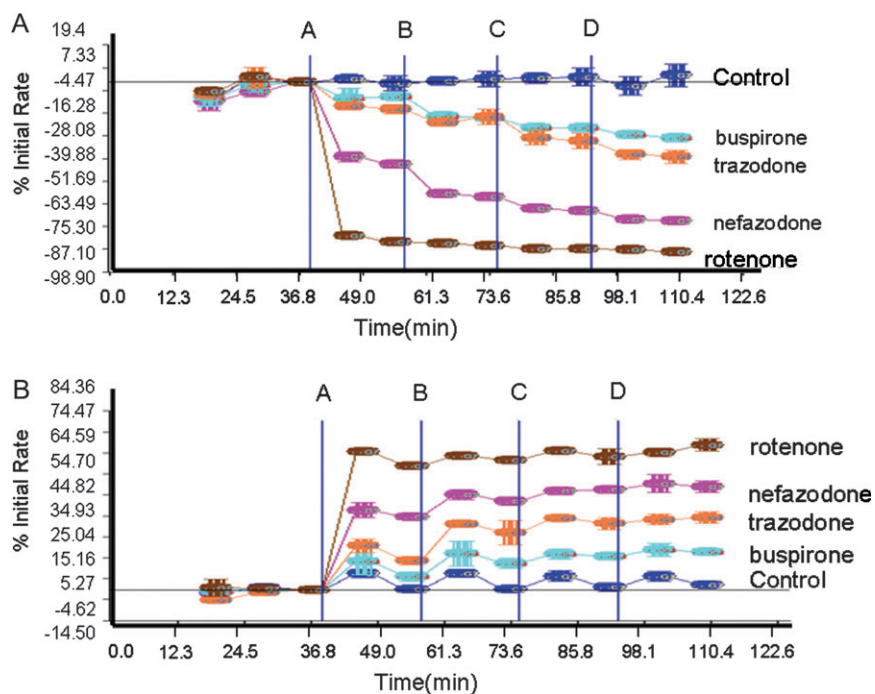 A
A B C D
% Initial Rate
19.4
7.33
-4.47
-16.28
-28.08
-39.88
-51.69
-63.49
-75.30
-87.10
-98.90
Control
buspirone
trazodone
nefazodone
rotenone
0.0 12.3 24.5 36.8 49.0 61.3 73.6 85.8 98.1 110.4 122.6
Time(min)
B
A B C D
% Initial Rate
84.36
74.47
64.59
54.70
44.82
34.93
25.04
15.16
5.27
-4.62
-14.50
rotenone
nefazodone
trazodone
buspirone
Control
0.0 12.3 24.5 36.8 49.0 61.3 73.6 85.8 98.1 110.4 122.6
Time(min)